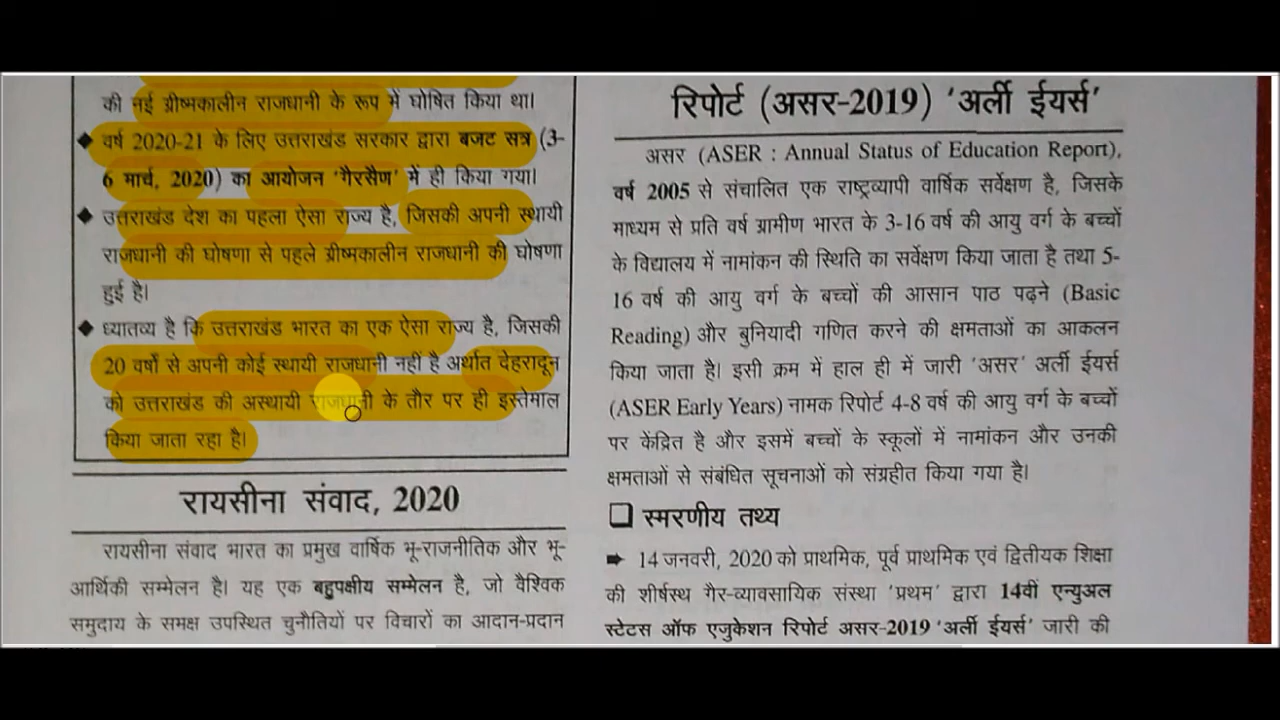 की नई ग्रीष्मकालीन राजधानी के रूप में घोषित किया था।
◆ वर्ष 2020-21 के लिए उत्तराखंड सरकार द्वारा बजट सत्र (3-
6 मार्च, 2020) का आयोजन 'गैरसैण' में ही किया गया।
◆ उत्तराखंड देश का पहला ऐसा राज्य है, जिसकी अपनी स्थायी
राजधानी की घोषणा से पहले ग्रीष्मकालीन राजधानी की घोषणा
हुई है।
◆ ध्यातव्य है कि उत्तराखंड भारत का एक ऐसा राज्य है, जिसकी
20 वर्षों से अपनी कोई स्थायी राजधानी नहीं है अर्थात देहरादून
को उत्तराखंड की अस्थायी राजधानी के तौर पर ही इस्तेमाल
किया जाता रहा है।
रायसीना संवाद, 2020
रायसीना संवाद भारत का प्रमुख वार्षिक भू-राजनीतिक और भू-
आर्थिकी सम्मेलन है। यह एक बहुपक्षीय सम्मेलन है, जो वैश्विक
समुदाय के समक्ष उपस्थित चुनौतियों पर विचारों का आदान-प्रदान
रिपोर्ट (असर-2019) 'अर्ली ईयर्स'
असर (ASER : Annual Status of Education Report),
वर्ष 2005 से संचालित एक राष्ट्रव्यापी वार्षिक सर्वेक्षण है, जिसके
माध्यम से प्रति वर्ष ग्रामीण भारत के 3-16 वर्ष की आयु वर्ग के बच्चों
के विद्यालय में नामांकन की स्थिति का सर्वेक्षण किया जाता है तथा 5-
16 वर्ष की आयु वर्ग के बच्चों की आसान पाठ पढ़ने (Basic
Reading) और बुनियादी गणित करने की क्षमताओं का आकलन
किया जाता है। इसी क्रम में हाल ही में जारी 'असर' अर्ली ईयर्स
(ASER Early Years) नामक रिपोर्ट 4-8 वर्ष की आयु वर्ग के बच्चों
पर केंद्रित है और इसमें बच्चों के स्कूलों में नामांकन और उनकी
क्षमताओं से संबंधित सूचनाओं को संग्रहीत किया गया है।
❑ स्मरणीय तथ्य
➨ 14 जनवरी, 2020 को प्राथमिक, पूर्व प्राथमिक एवं द्वितीयक शिक्षा
की शीर्षस्थ गैर-व्यावसायिक संस्था 'प्रथम' द्वारा 14वीं एन्युअल
स्टेटस ऑफ एजुकेशन रिपोर्ट असर-2019 'अर्ली ईयर्स' जारी की